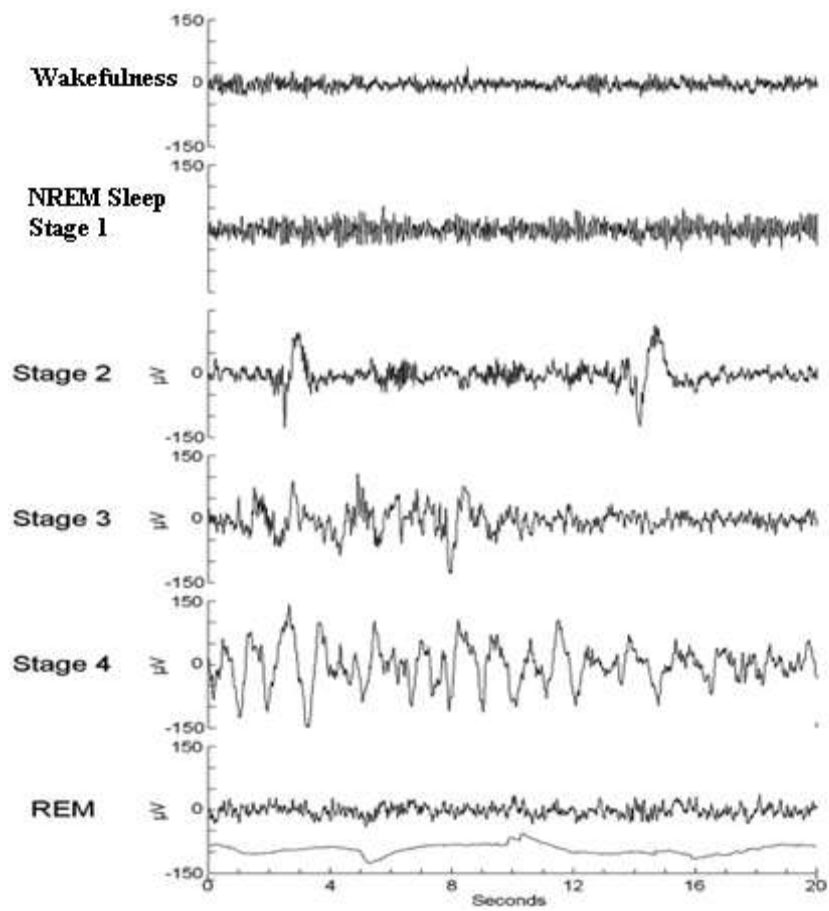 150
Wakefulness
0
-150
150
NREM Sleep
Stage 1
Stage 2
µV
0
-150
150
Stage 3
µV
0
-150
150
Stage 4
µV
0
-150
150
REM
µV
0
-150
0 4 8 12 16 20
Seconds